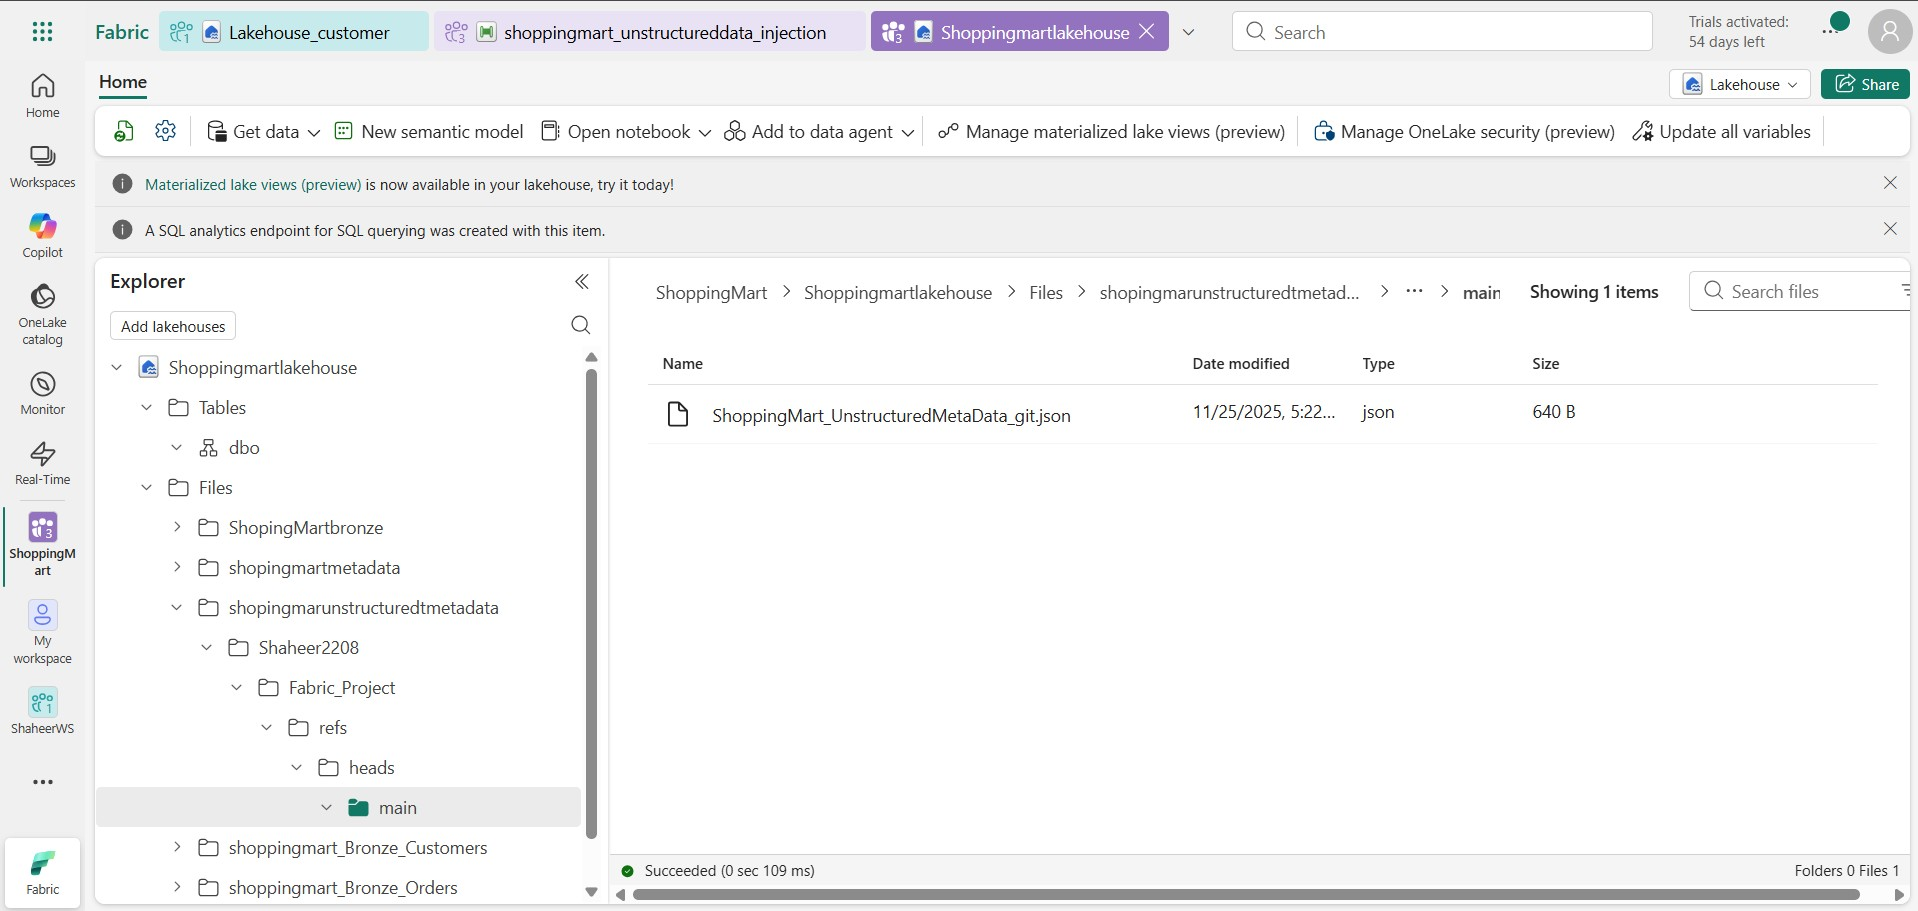 Fabric
1
Lakehouse_customer
3
shoppingmart_unstructureddata_injection
3
Shoppingmartlakehouse
Search
Trials activated:
54 days left
Home
Lakehouse
Share
Get data
New semantic model
Open notebook
Add to data agent
Manage materialized lake views (preview)
Manage OneLake security (preview)
Update all variables
Materialized lake views (preview) is now available in your lakehouse, try it today!
A SQL analytics endpoint for SQL querying was created with this item.
Home
Workspaces
Copilot
OneLake
catalog
Monitor
Real-Time
3
ShoppingM
art
My
workspace
1
ShaheerWS
Fabric
Explorer
Add lakehouses
Shoppingmartlakehouse
Tables
dbo
Files
ShopingMartbronze
shopingmartmetadata
shopingmarunstructuredtmetadata
Shaheer2208
Fabric_Project
refs
heads
main
shoppingmart_Bronze_Customers
shoppingmart_Bronze_Orders
ShoppingMart > Shoppingmartlakehouse > Files > shopingmarunstructuredtmetad... > ... > main
Showing 1 items
Search files
Name Date modified Type Size
ShoppingMart_UnstructuredMetaData_git.json 11/25/2025, 5:22... json 640 B
Succeeded (0 sec 109 ms)
Folders 0 Files 1